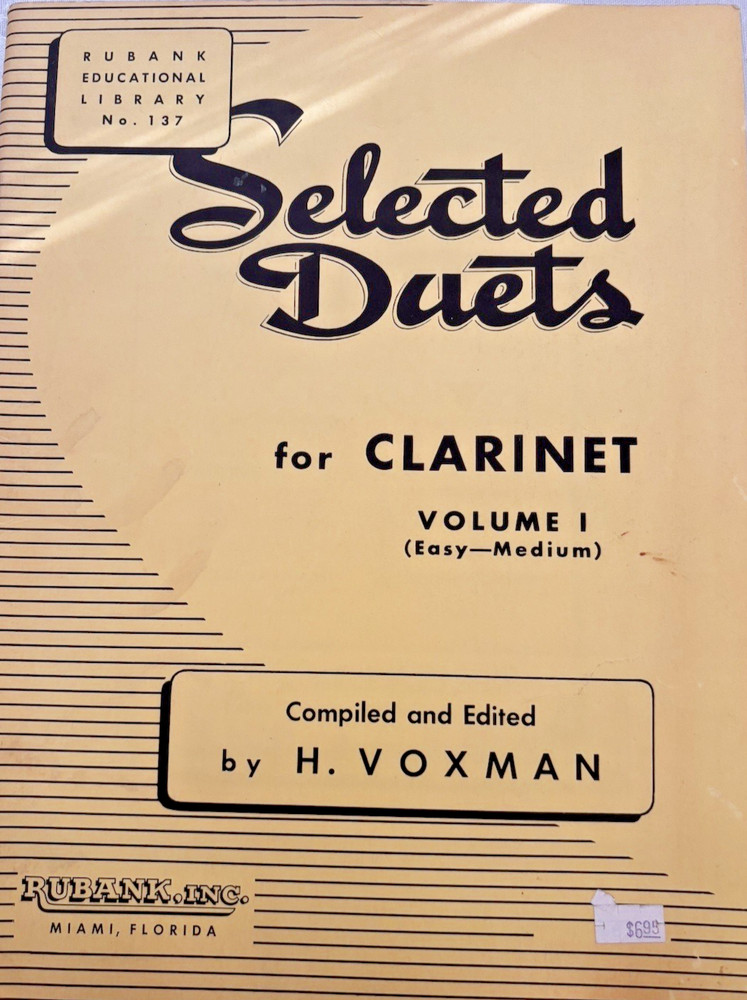 RUBANK
EDUCATIONAL
LIBRARY
No. 137
Selected
Duets
for CLARINET
VOLUME I
(Easy—Medium)
Compiled and Edited
by H. VOXMAN
RUBANK, INC.
MIAMI, FLORIDA
$6.95